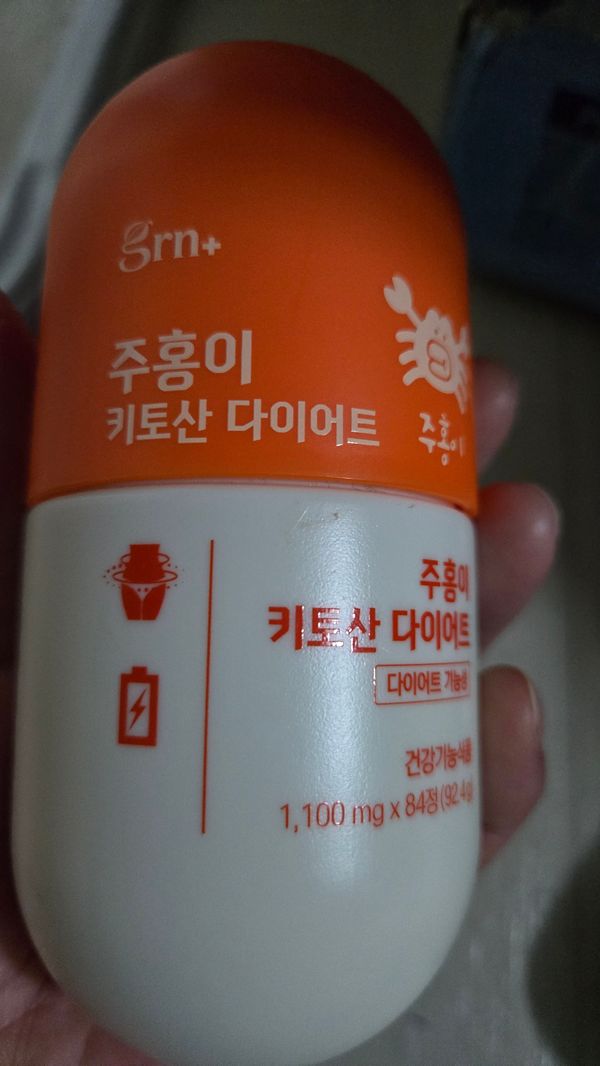 grn+
주홍이
키토산 다이어트
주홍이
주홍이
키토산 다이어트
다이어트 기능성
건강기능식품
1,100 mg x 84정 (92.4g)